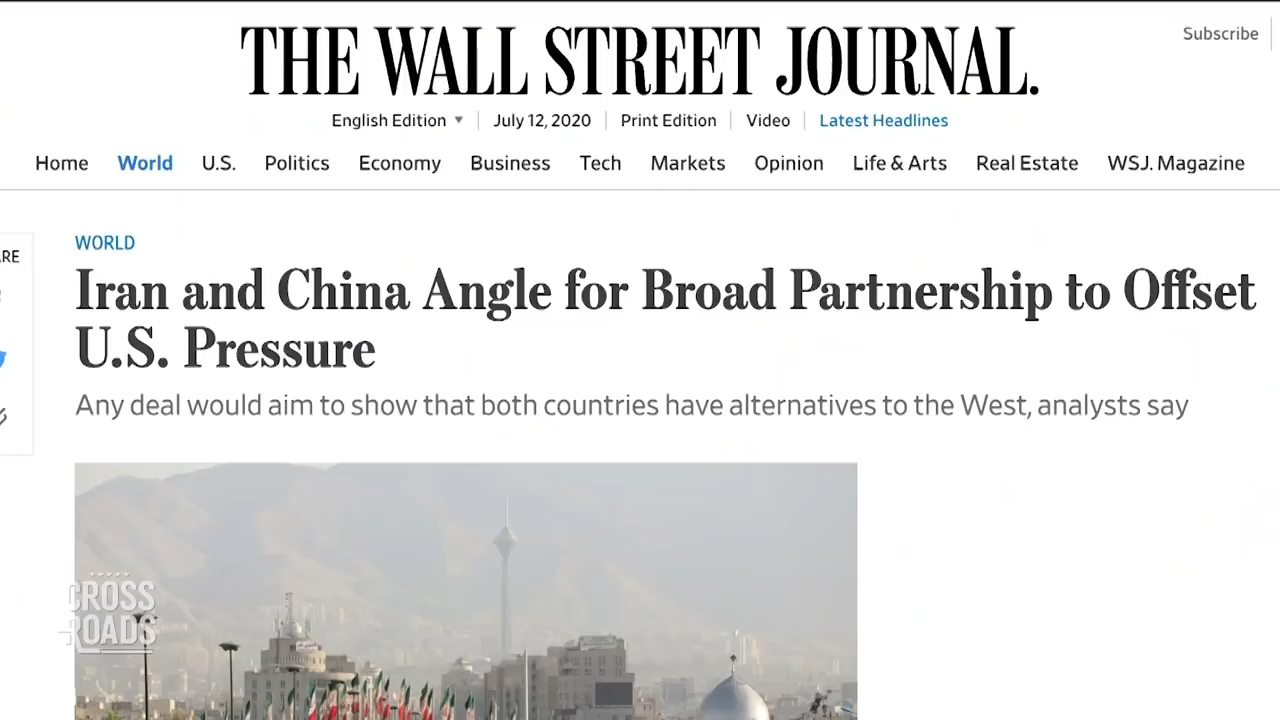 THE WALL STREET JOURNAL.
Subscribe
English Edition July 12, 2020 Print Edition Video Latest Headlines
Home World U.S. Politics Economy Business Tech Markets Opinion Life & Arts Real Estate WSJ. Magazine
RE
WORLD
Iran and China Angle for Broad Partnership to Offset
U.S. Pressure
Any deal would aim to show that both countries have alternatives to the West, analysts say
CROSS
ROADS